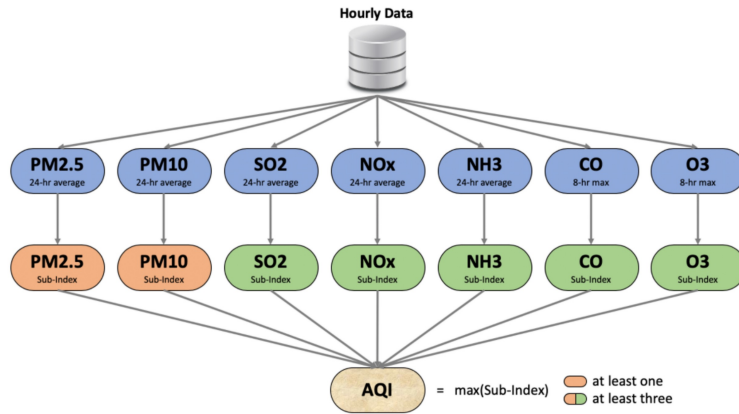 Hourly Data
PM2.5
24-hr average
PM10
24-hr average
SO2
24-hr average
NOx
24-hr average
NH3
24-hr average
CO
8-hr max
O3
8-hr max
PM2.5
Sub-Index
PM10
Sub-Index
SO2
Sub-Index
NOx
Sub-Index
NH3
Sub-Index
CO
Sub-Index
O3
Sub-Index
AQI = max(Sub-Index)
at least one
at least three